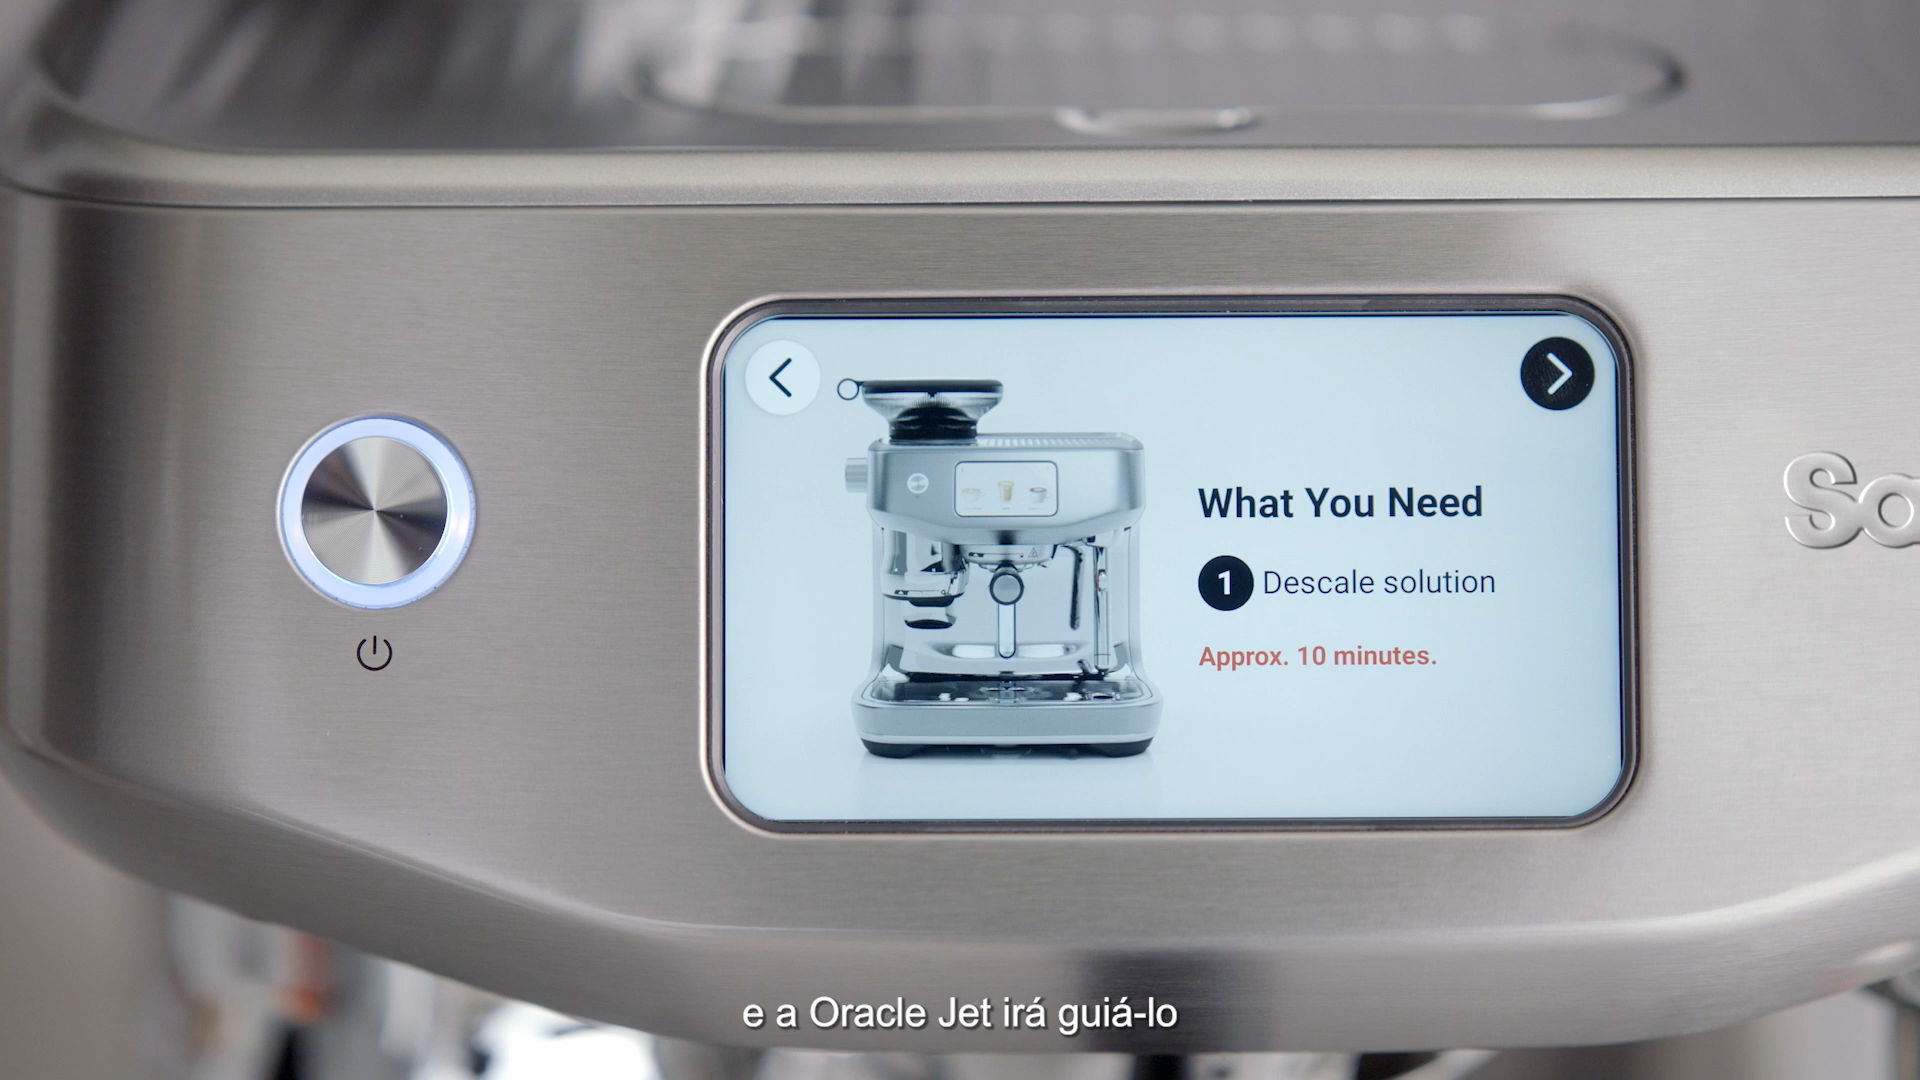 What You Need
1 Descale solution
Approx. 10 minutes.
e a Oracle Jet irá guiá-lo